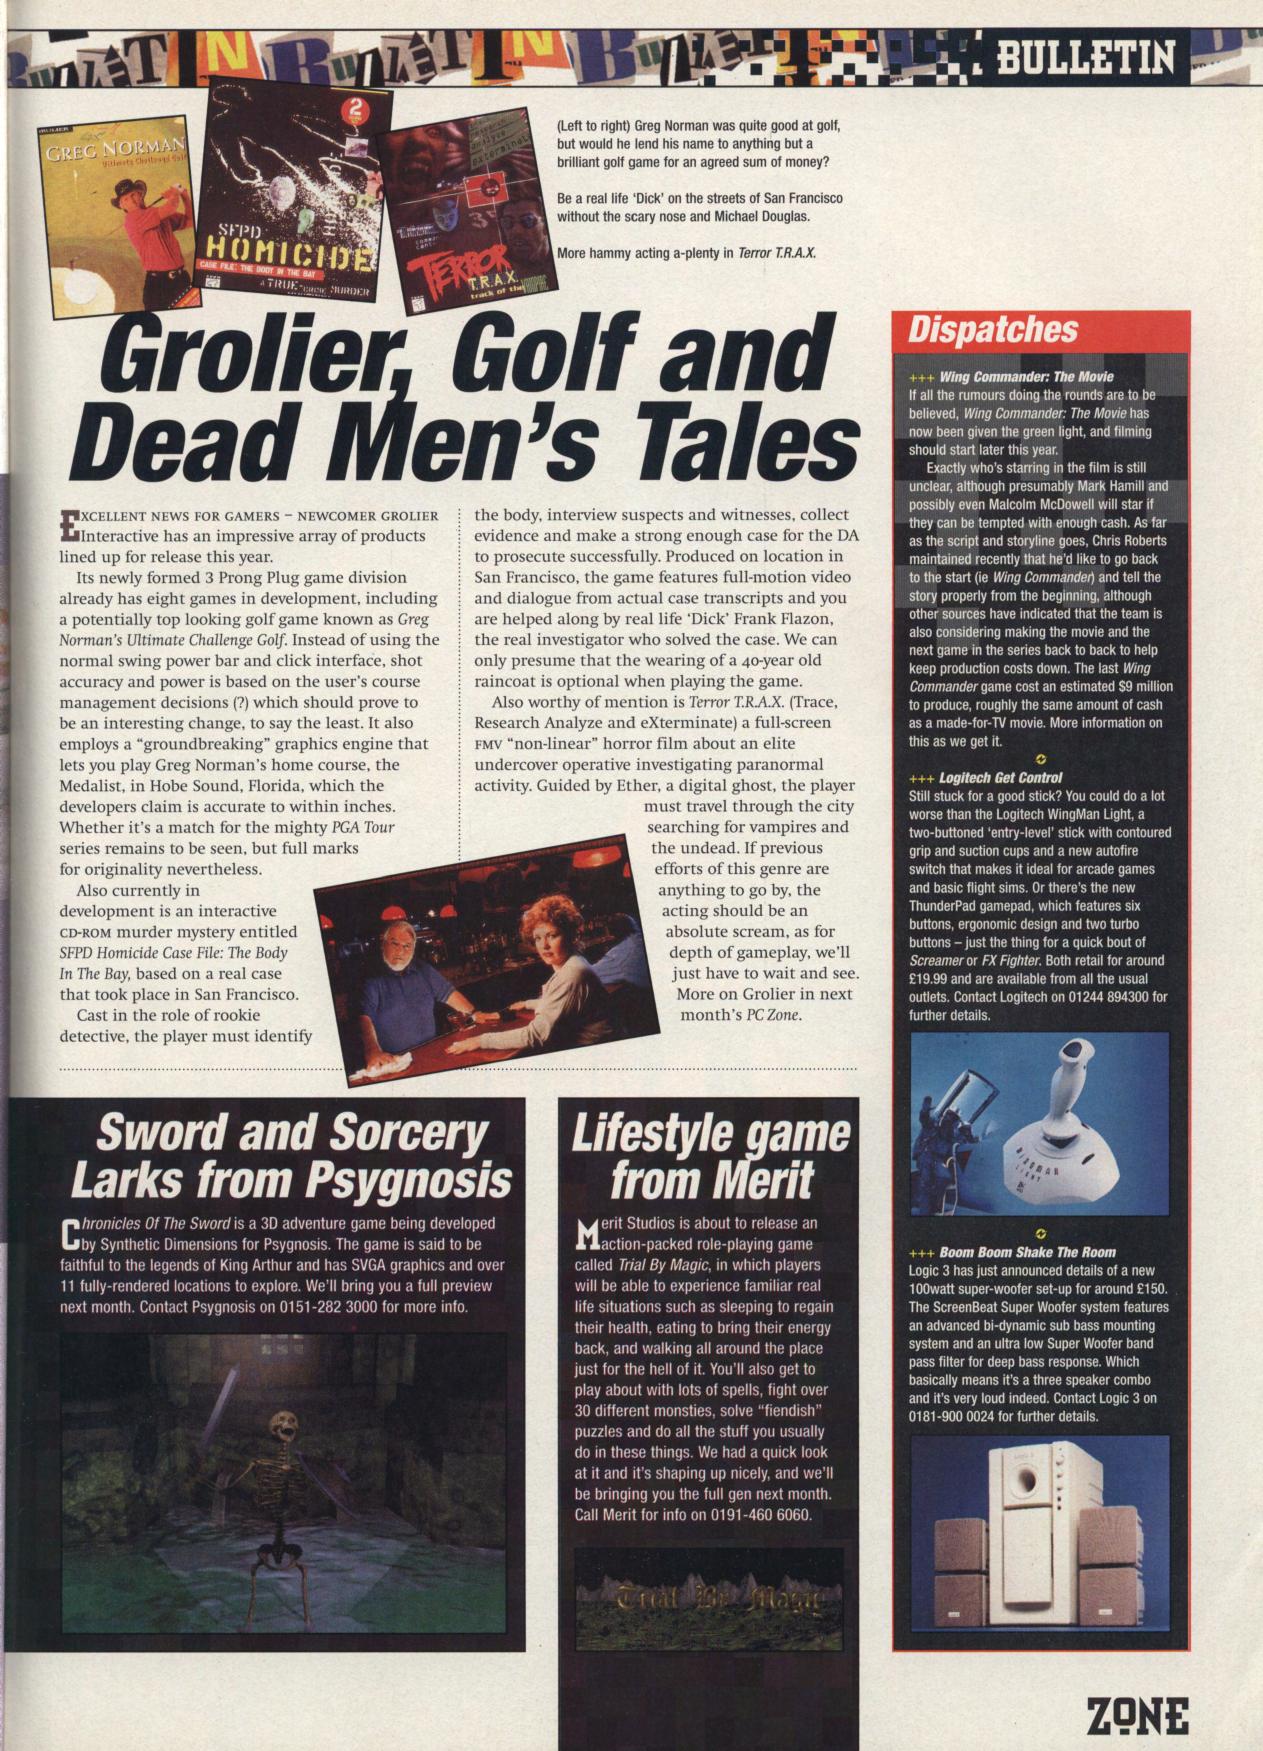 BULLETIN
GREG NORMAN
Ultimate Challenge Golf
2
SFPD
HOMICIDE
CASE FILE: THE BODY IN THE BAY
A TRUE-CRIME MURDER
TERROR
T.R.A.X.
track of the VAMPIRE
(Left to right) Greg Norman was quite good at golf,
but would he lend his name to anything but a
brilliant golf game for an agreed sum of money?
Be a real life ‘Dick’ on the streets of San Francisco
without the scary nose and Michael Douglas.
More hammy acting a-plenty in Terror T.R.A.X.
Grolier, Golf and
Dead Men’s Tales
EXCELLENT NEWS FOR GAMERS – NEWCOMER GROLIER
Interactive has an impressive array of products
lined up for release this year.
Its newly formed 3 Prong Plug game division
already has eight games in development, including
a potentially top looking golf game known as Greg
Norman’s Ultimate Challenge Golf. Instead of using the
normal swing power bar and click interface, shot
accuracy and power is based on the user’s course
management decisions (?) which should prove to
be an interesting change, to say the least. It also
employs a “groundbreaking” graphics engine that
lets you play Greg Norman’s home course, the
Medalist, in Hobe Sound, Florida, which the
developers claim is accurate to within inches.
Whether it’s a match for the mighty PGA Tour
series remains to be seen, but full marks
for originality nevertheless.
Also currently in
development is an interactive
CD-ROM murder mystery entitled
SFPD Homicide Case File: The Body
In The Bay, based on a real case
that took place in San Francisco.
Cast in the role of rookie
detective, the player must identify
the body, interview suspects and witnesses, collect
evidence and make a strong enough case for the DA
to prosecute successfully. Produced on location in
San Francisco, the game features full-motion video
and dialogue from actual case transcripts and you
are helped along by real life ‘Dick’ Frank Flazon,
the real investigator who solved the case. We can
only presume that the wearing of a 40-year old
raincoat is optional when playing the game.
Also worthy of mention is Terror T.R.A.X. (Trace,
Research Analyze and eXterminate) a full-screen
FMV “non-linear” horror film about an elite
undercover operative investigating paranormal
activity. Guided by Ether, a digital ghost, the player
must travel through the city
searching for vampires and
the undead. If previous
efforts of this genre are
anything to go by, the
acting should be an
absolute scream, as for
depth of gameplay, we’ll
just have to wait and see.
More on Grolier in next
month’s PC Zone.
Sword and Sorcery
Larks from Psygnosis
Chronicles Of The Sword is a 3D adventure game being developed
by Synthetic Dimensions for Psygnosis. The game is said to be
faithful to the legends of King Arthur and has SVGA graphics and over
11 fully-rendered locations to explore. We’ll bring you a full preview
next month. Contact Psygnosis on 0151-282 3000 for more info.
Lifestyle game
from Merit
Merit Studios is about to release an
action-packed role-playing game
called Trial By Magic, in which players
will be able to experience familiar real
life situations such as sleeping to regain
their health, eating to bring their energy
back, and walking all around the place
just for the hell of it. You’ll also get to
play about with lots of spells, fight over
30 different monsties, solve “fiendish”
puzzles and do all the stuff you usually
do in these things. We had a quick look
at it and it’s shaping up nicely, and we’ll
be bringing you the full gen next month.
Call Merit for info on 0191-460 6060.
Trial By Magic
Dispatches
+++ Wing Commander: The Movie
If all the rumours doing the rounds are to be
believed, Wing Commander: The Movie has
now been given the green light, and filming
should start later this year.
Exactly who’s starring in the film is still
unclear, although presumably Mark Hamill and
possibly even Malcolm McDowell will star if
they can be tempted with enough cash. As far
as the script and storyline goes, Chris Roberts
maintained recently that he’d like to go back
to the start (ie Wing Commander) and tell the
story properly from the beginning, although
other sources have indicated that the team is
also considering making the movie and the
next game in the series back to back to help
keep production costs down. The last Wing
Commander game cost an estimated $9 million
to produce, roughly the same amount of cash
as a made-for-TV movie. More information on
this as we get it.
+++ Logitech Get Control
Still stuck for a good stick? You could do a lot
worse than the Logitech WingMan Light, a
two-buttoned ‘entry-level’ stick with contoured
grip and suction cups and a new autofire
switch that makes it ideal for arcade games
and basic flight sims. Or there’s the new
ThunderPad gamepad, which features six
buttons, ergonomic design and two turbo
buttons – just the thing for a quick bout of
Screamer or FX Fighter. Both retail for around
£19.99 and are available from all the usual
outlets. Contact Logitech on 01244 894300 for
further details.
WINGMAN
LIGHT
+++ Boom Boom Shake The Room
Logic 3 has just announced details of a new
100watt super-woofer set-up for around £150.
The ScreenBeat Super Woofer system features
an advanced bi-dynamic sub bass mounting
system and an ultra low Super Woofer band
pass filter for deep bass response. Which
basically means it’s a three speaker combo
and it’s very loud indeed. Contact Logic 3 on
0181-900 0024 for further details.
ZONE